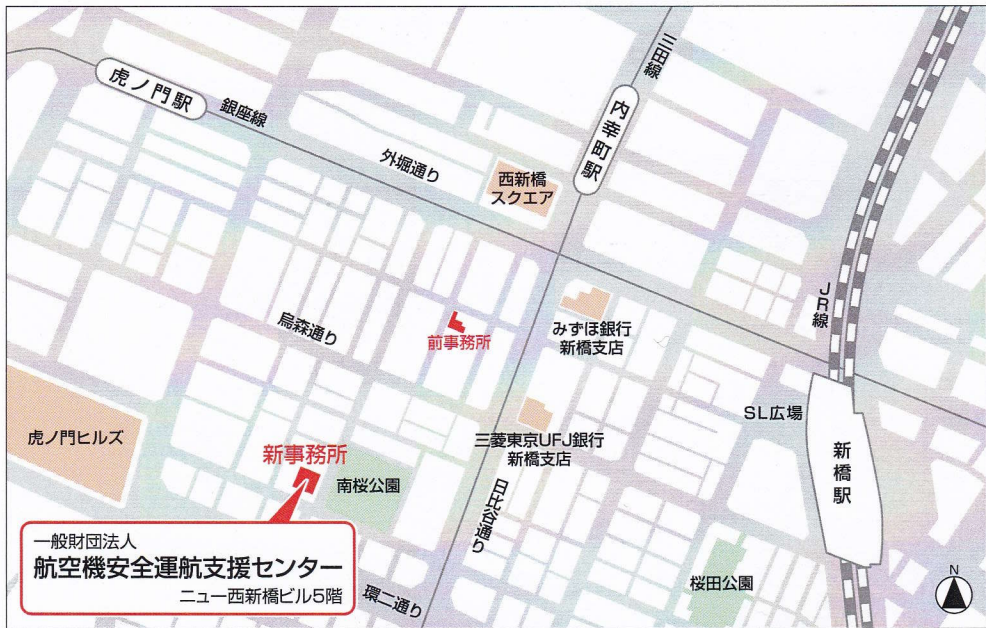 三田線
虎ノ門駅
銀座線
内幸町駅
外堀通り
西新橋
スクエア
JR線
烏森通り
前事務所
みずほ銀行
新橋支店
SL広場
虎ノ門ヒルズ
三菱東京UFJ銀行
新橋支店
新橋駅
新事務所
南桜公園
日比谷通り
一般財団法人
航空機安全運航支援センター
ニュー西新橋ビル5階
環二通り
桜田公園
N